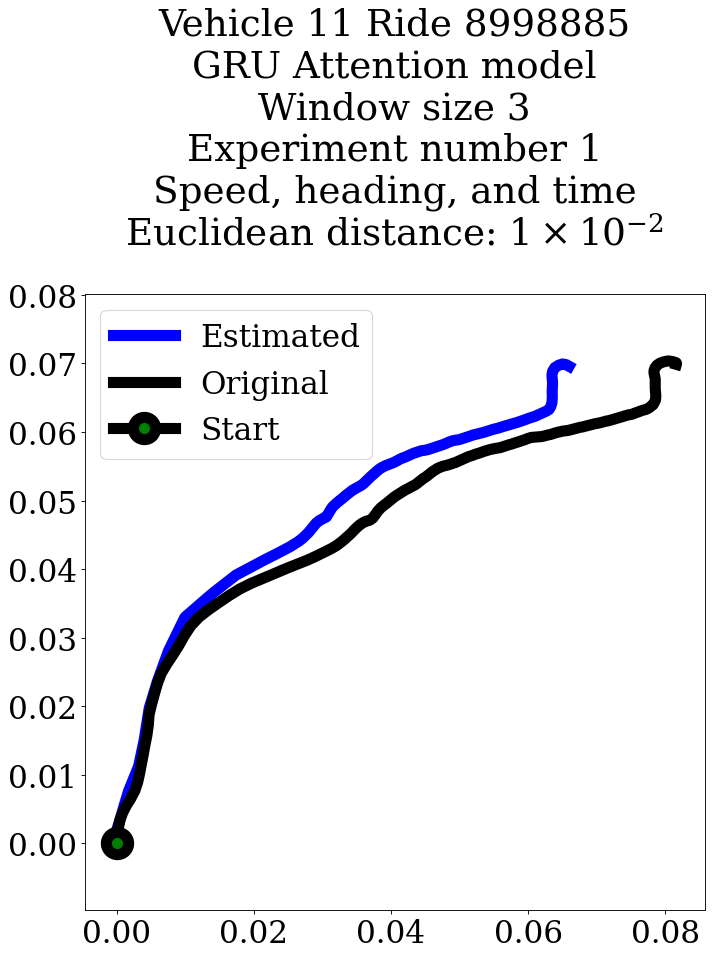 Vehicle 11 Ride 8998885
GRU Attention model
Window size 3
Experiment number 1
Speed, heading, and time
Euclidean distance: 1 × 10⁻²
0.08
0.07
0.06
0.05
0.04
0.03
0.02
0.01
0.00
Estimated
Original
Start
0.00 0.02 0.04 0.06 0.08